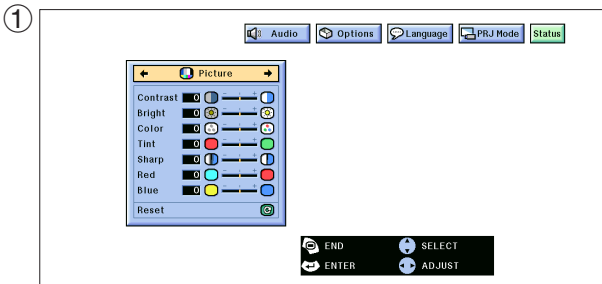 ①
Audio Options Language PRJ Mode Status
Picture
Contrast 0
Bright 0
Color 0
Tint 0
Sharp 0
Red 0
Blue 0
Reset
END SELECT
ENTER ADJUST